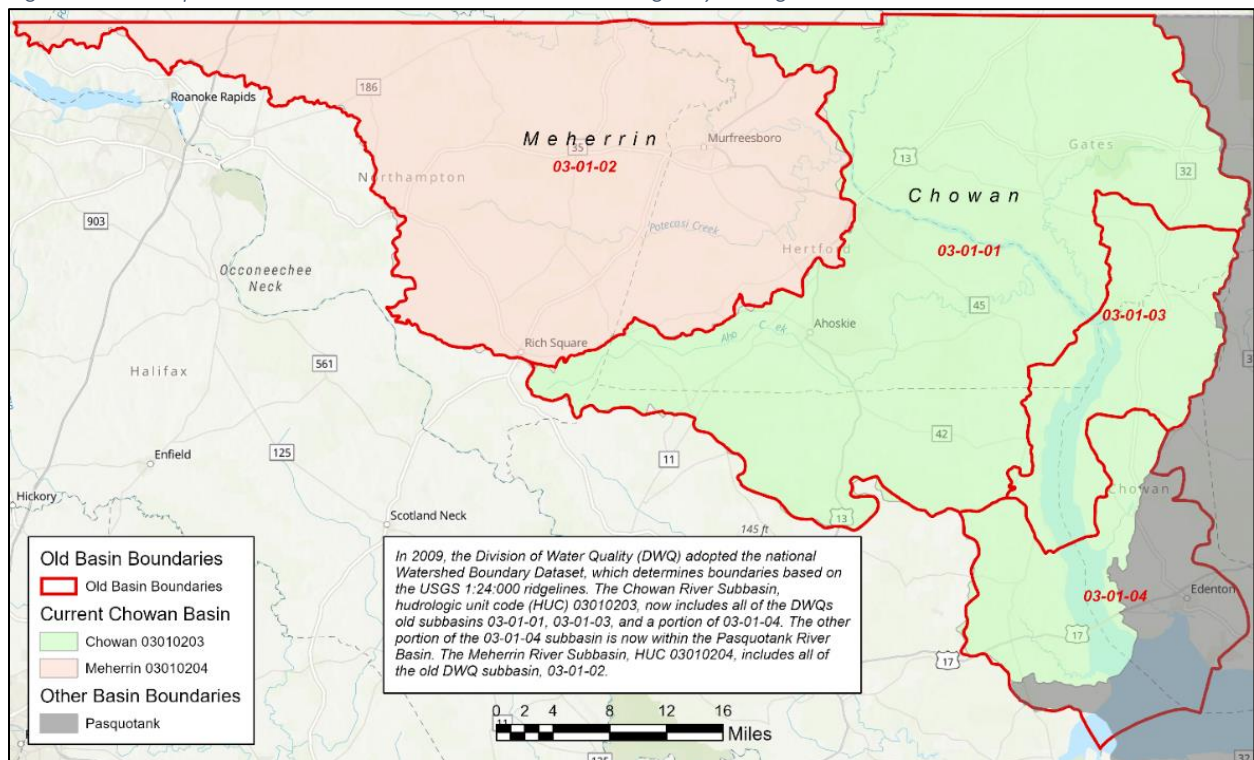 Roanoke Rapids
186
Meherrin
35
03-01-02
Murfreesboro
Northampton
903
Potecasi Creek
Hertford
Occoneechee
Neck
13
Gates
32
Chowan
03-01-01
03-01-03
45
Ahoskie
Rich Square
561
Halifax
42
125
Enfield
11
Chowan
Hickory
Scotland Neck
13
145 ft
03-01-04
Edenton
17
17
32
Old Basin Boundaries
Old Basin Boundaries
Current Chowan Basin
Chowan 03010203
Meherrin 03010204
Other Basin Boundaries
Pasquotank
In 2009, the Division of Water Quality (DWQ) adopted the national
Watershed Boundary Dataset, which determines boundaries based on
the USGS 1:24:000 ridgelines. The Chowan River Subbasin,
hudrologic unit code (HUC) 03010203, now includes all of the DWQs
old subbasins 03-01-01, 03-01-03, and a portion of 03-01-04. The other
portion of the 03-01-04 subbasin is now within the Pasquotank River
Basin. The Meherrin River Subbasin, HUC 03010204, includes all of
the old DWQ subbasin, 03-01-02.
0 2 4 8 12 16
Miles
11